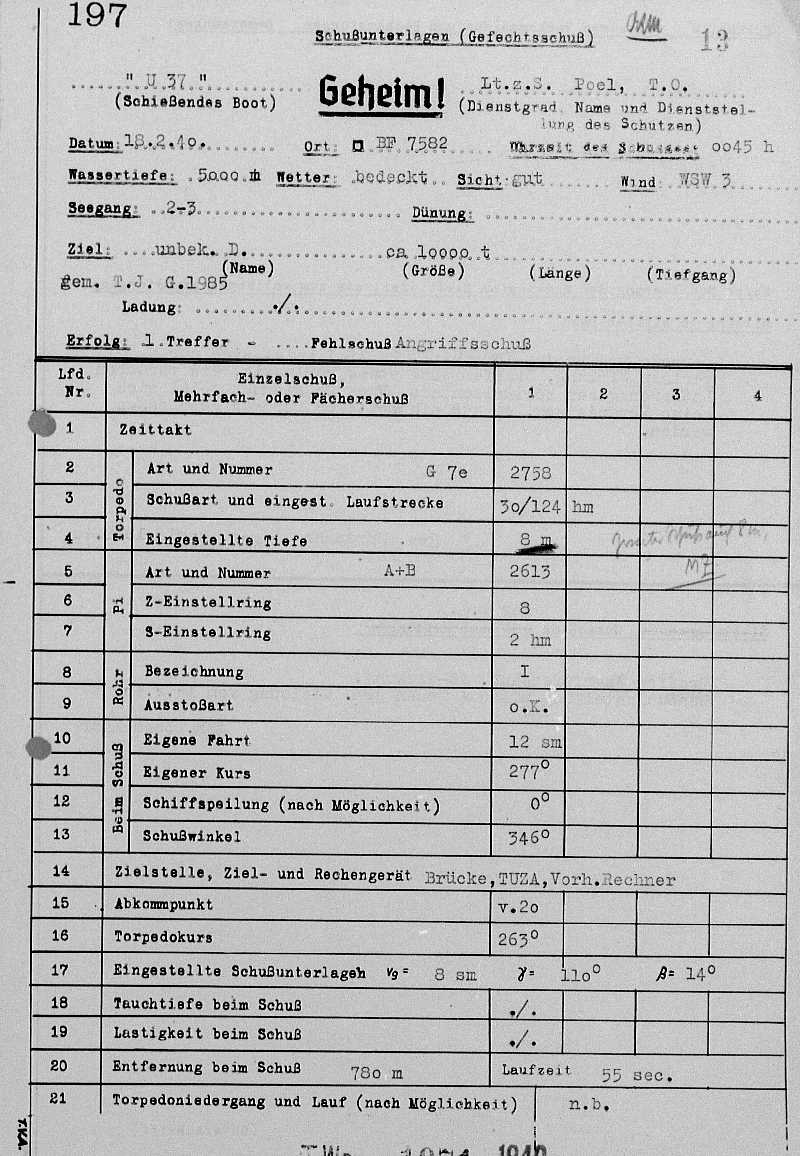 197
Schußunterlagen (Gefechtsschuß)
13
" U 37 "
Geheim!
Lt.z.S. Poel, T.O.
(Schießendes Boot)
(Dienstgrad, Name und Dienststel-
lung des Schützen)
Datum: 18.2.40. Ort: BF 7582 Uhrzeit des Schusses: 0045 h
Wassertiefe: 5000 m Wetter: bedeckt Sicht: gut Wind: WSW 3
Seegang: 2-3 Dünung:
Ziel: unbek. D. ca 10000 t
(Name) (Größe) (Länge) (Tiefgang)
gem. T.J. G.1985
Ladung: ./.
Erfolg: 1 Treffer - Fehlschuß Angriffsschuß
Lfd. Nr. Einzelschuß, Mehrfach- oder Fächerschuß 1 2 3 4
1 Zeittakt
Torpedo
2 Art und Nummer G 7e 2758
3 Schußart und eingest. Laufstrecke 30/124 hm
4 Eingestellte Tiefe 8 m
Pi
5 Art und Nummer A+B 2613 MZ
6 Z-Einstellring 8
7 S-Einstellring 2 hm
Rohr
8 Bezeichnung I
9 Ausstoßart o.K.
Beim Schuß
10 Eigene Fahrt 12 sm
11 Eigener Kurs 277°
12 Schiffspeilung (nach Möglichkeit) 0°
13 Schußwinkel 346°
14 Zielstelle, Ziel- und Rechengerät Brücke, TUZA, Vorh. Rechner
15 Abkommpunkt v.20
16 Torpedokurs 263°
17 Eingestellte Schußunterlagen vg= 8 sm γ= 110° β= 14°
18 Tauchtiefe beim Schuß ./.
19 Lastigkeit beim Schuß ./.
20 Entfernung beim Schuß 780 m Laufzeit 55 sec.
21 Torpedoniedergang und Lauf (nach Möglichkeit) n.b.
TKA.